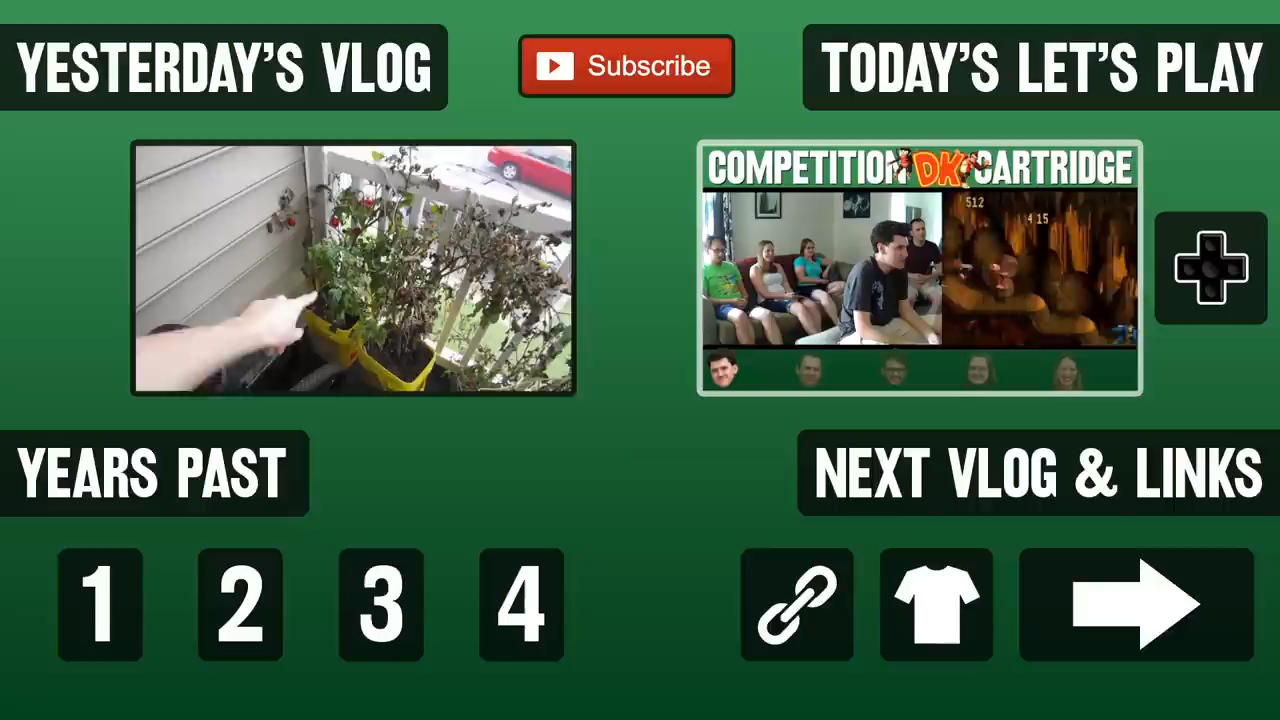 YESTERDAY'S VLOG
Subscribe
TODAY'S LET'S PLAY
COMPETITION DK CARTRIDGE
512
4 15
YEARS PAST
NEXT VLOG & LINKS
1 2 3 4